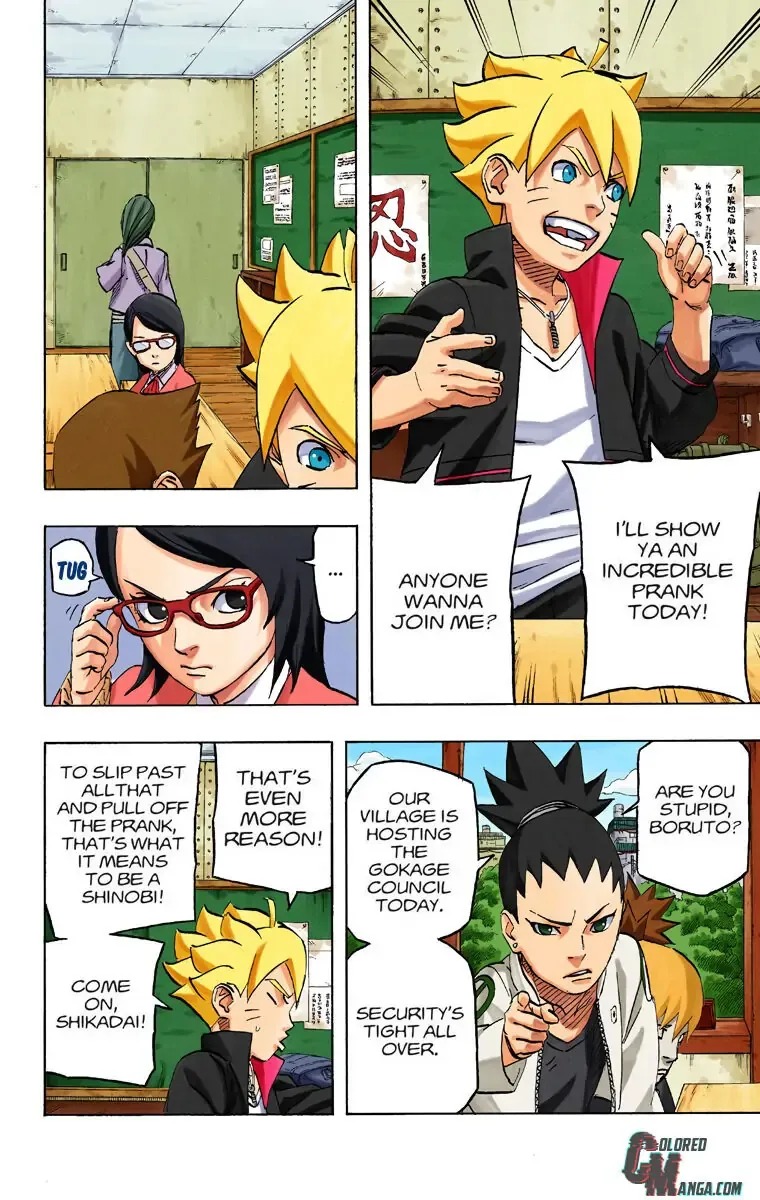 I'LL SHOW
YA AN
INCREDIBLE
PRANK
TODAY!
ANYONE
WANNA
JOIN ME?
忍
TUG
...
ARE YOU
STUPID,
BORUTO?
OUR
VILLAGE IS
HOSTING
THE
GOKAGE
COUNCIL
TODAY.
SECURITY'S
TIGHT ALL
OVER.
THAT'S
EVEN
MORE
REASON!
TO SLIP PAST
ALL THAT
AND PULL OFF
THE PRANK,
THAT'S WHAT
IT MEANS
TO BE A
SHINOBI!
COME
ON,
SHIKADAI!
COLORED
MANGA.COM